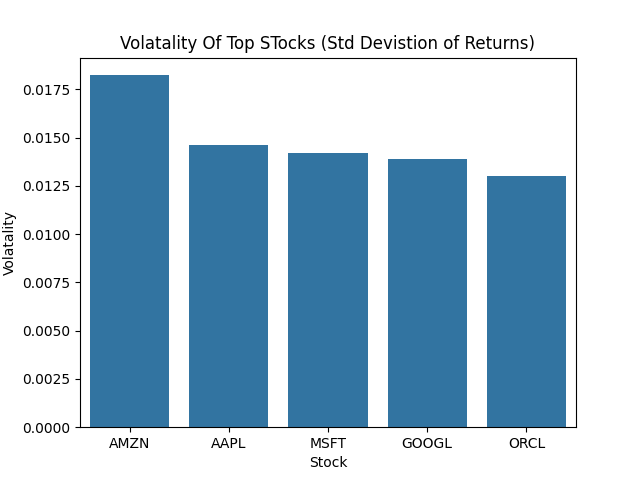 Volatality Of Top STocks (Std Devistion of Returns)
Volatality
0.0175
0.0150
0.0125
0.0100
0.0075
0.0050
0.0025
0.0000
AMZN AAPL MSFT GOOGL ORCL
Stock